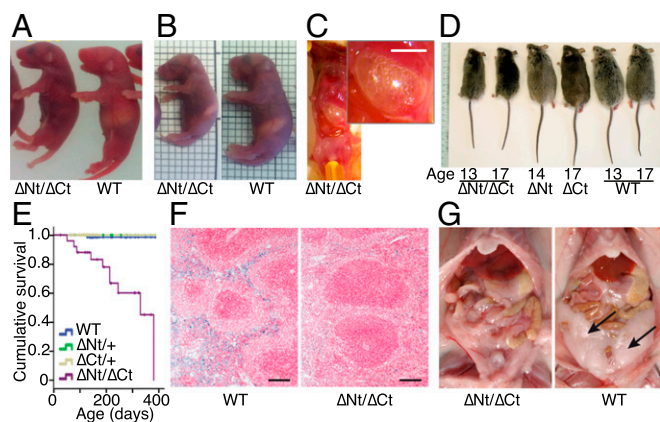 A
B
C
D
ΔNt/ΔCt WT
ΔNt/ΔCt WT
ΔNt/ΔCt
Age 13 17 14 17 13 17
ΔNt/ΔCt ΔNt ΔCt WT
E
F
G
Cumulative survival
1.0
0.8
0.6
0.4
0.2
0
WT
ΔNt/+
ΔCt/+
ΔNt/ΔCt
0 100 200 300 400
Age (days)
WT ΔNt/ΔCt
ΔNt/ΔCt WT